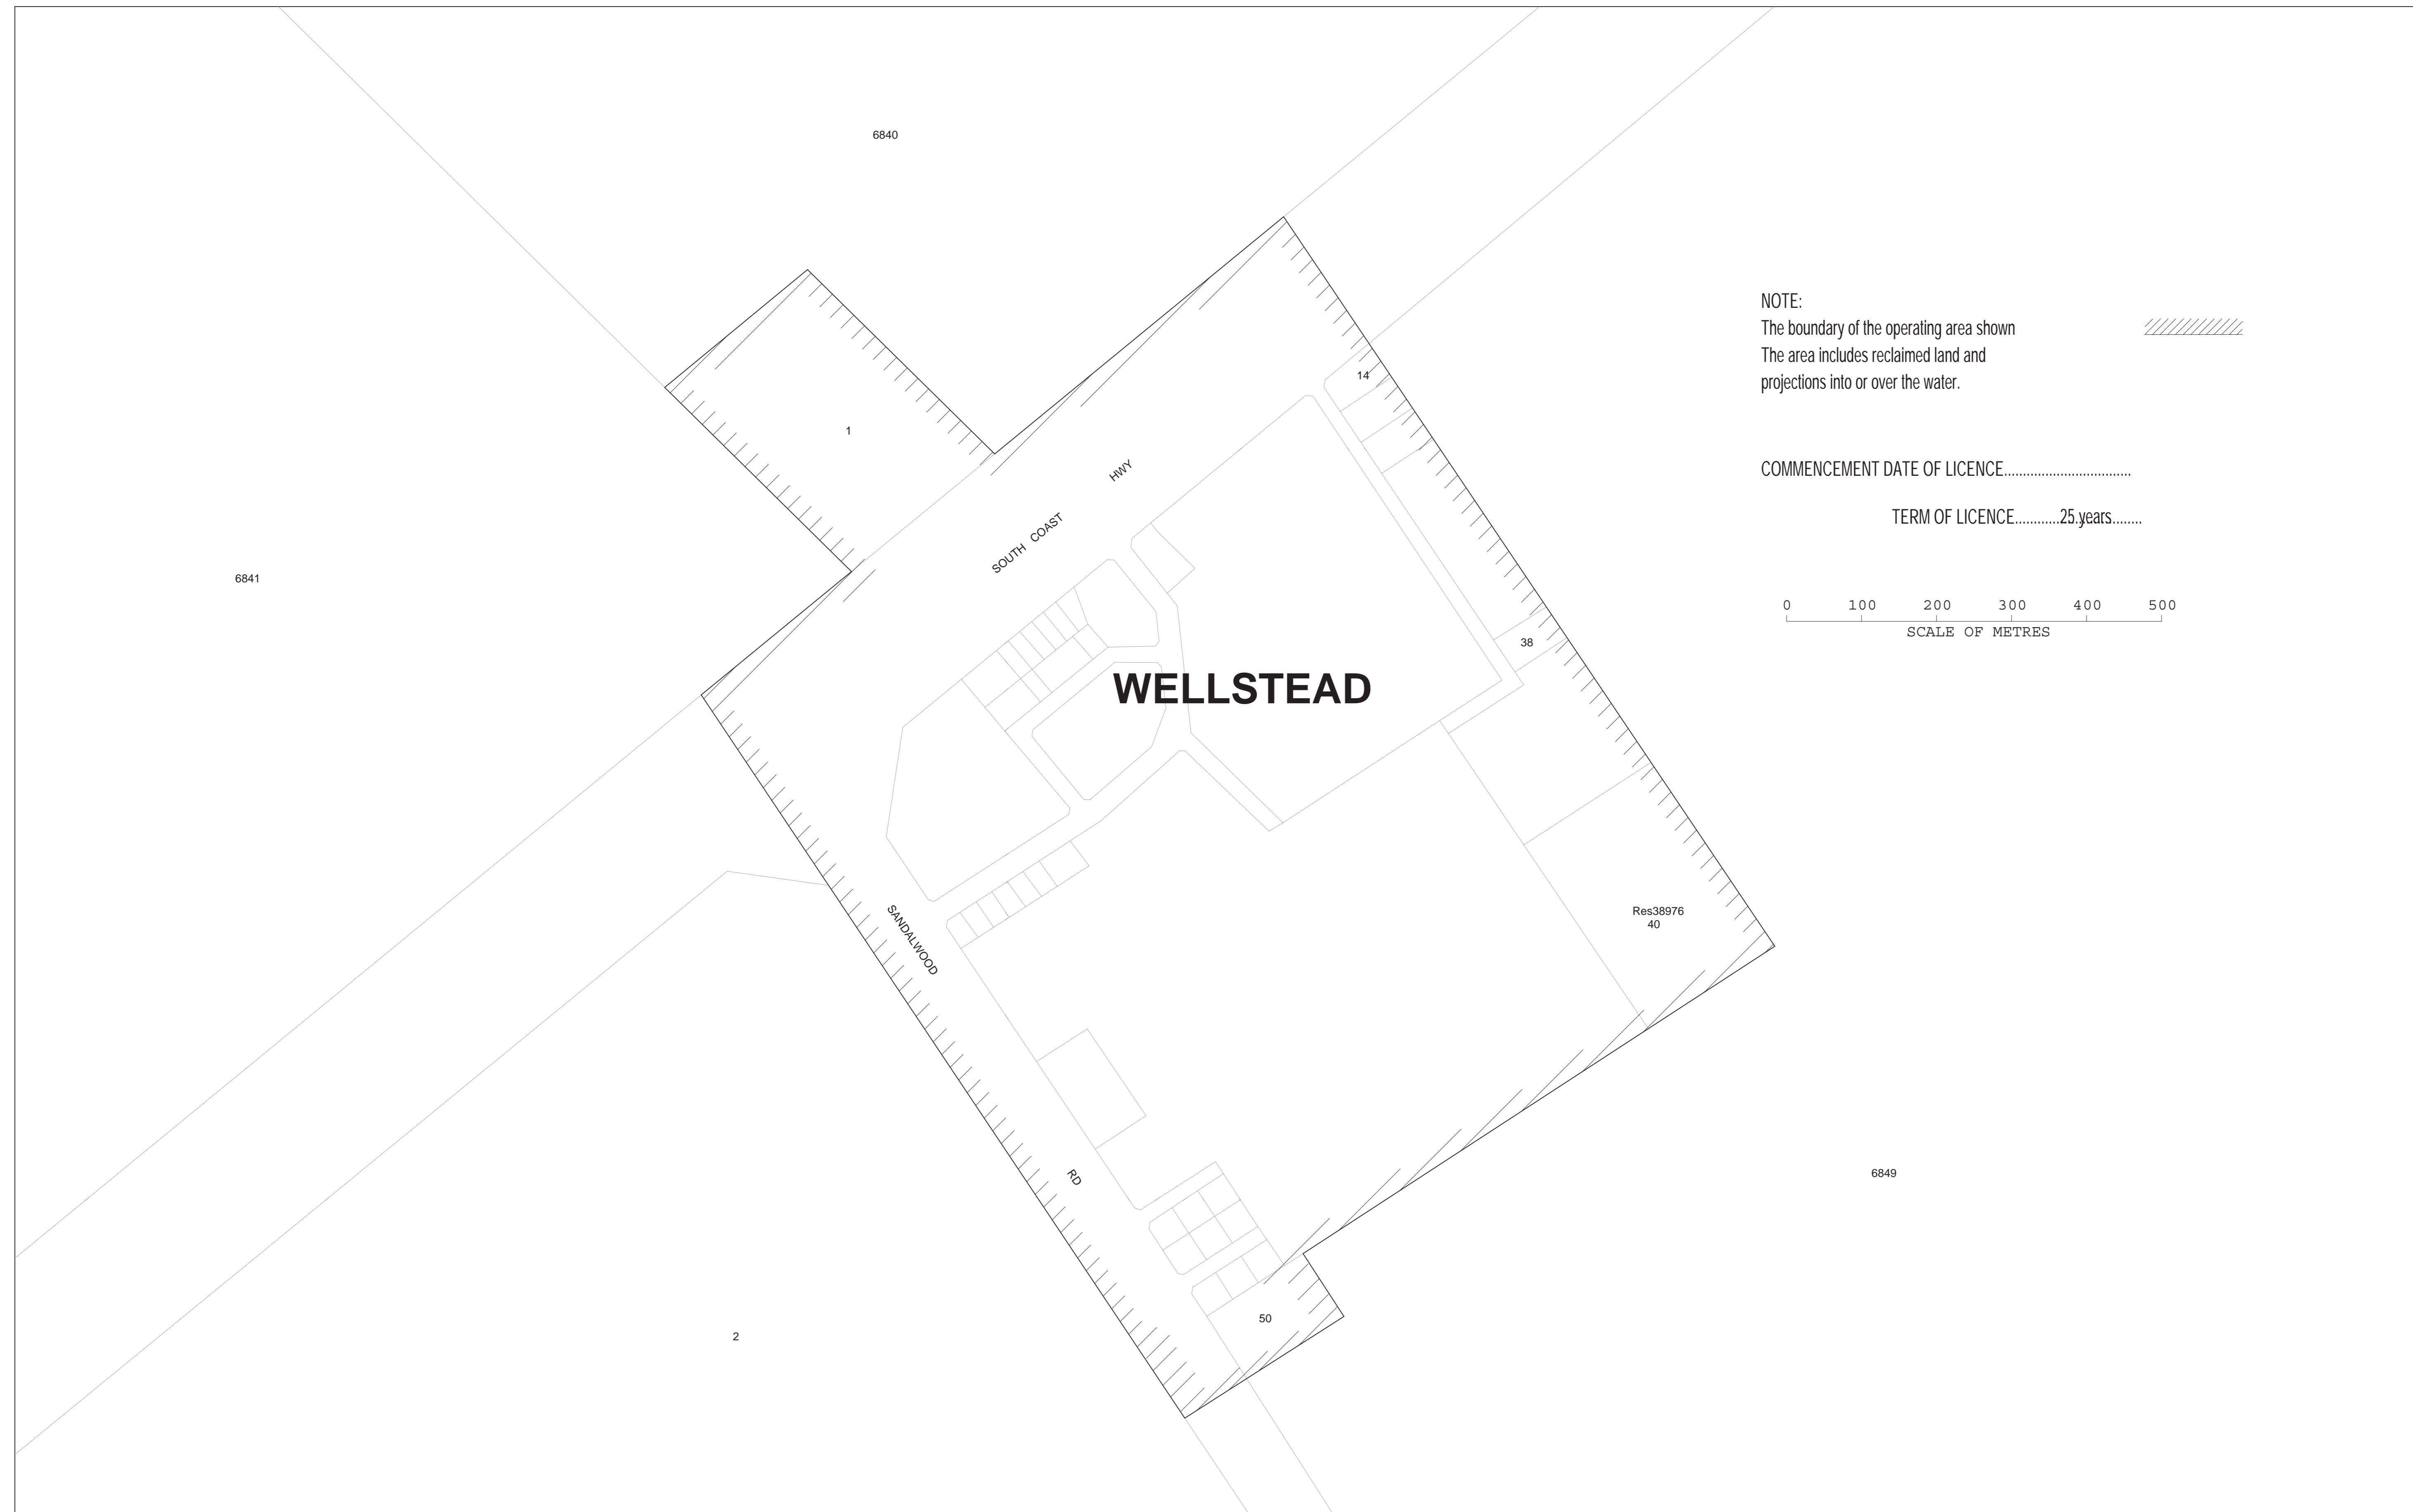 6840
NOTE:
The boundary of the operating area shown
The area includes reclaimed land and
projections into or over the water.
14
1
HWY
COMMENCEMENT DATE OF LICENCE..................................
SOUTH COAST
TERM OF LICENCE............25 years........
6841
0 100 200 300 400 500
SCALE OF METRES
38
WELLSTEAD
Res38976
40
SANDALWOOD
RD
6849
50
2